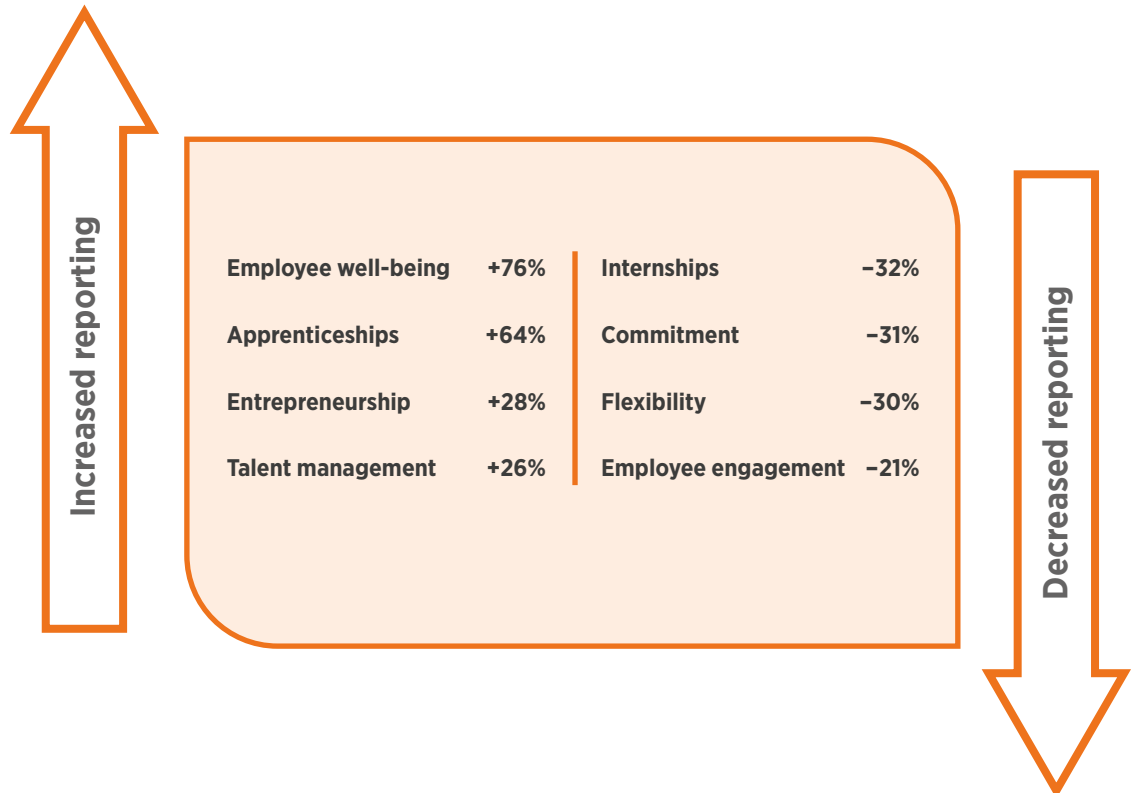 Increased reporting
Employee well-being +76%
Apprenticeships +64%
Entrepreneurship +28%
Talent management +26%
Internships −32%
Commitment −31%
Flexibility −30%
Employee engagement −21%
Decreased reporting